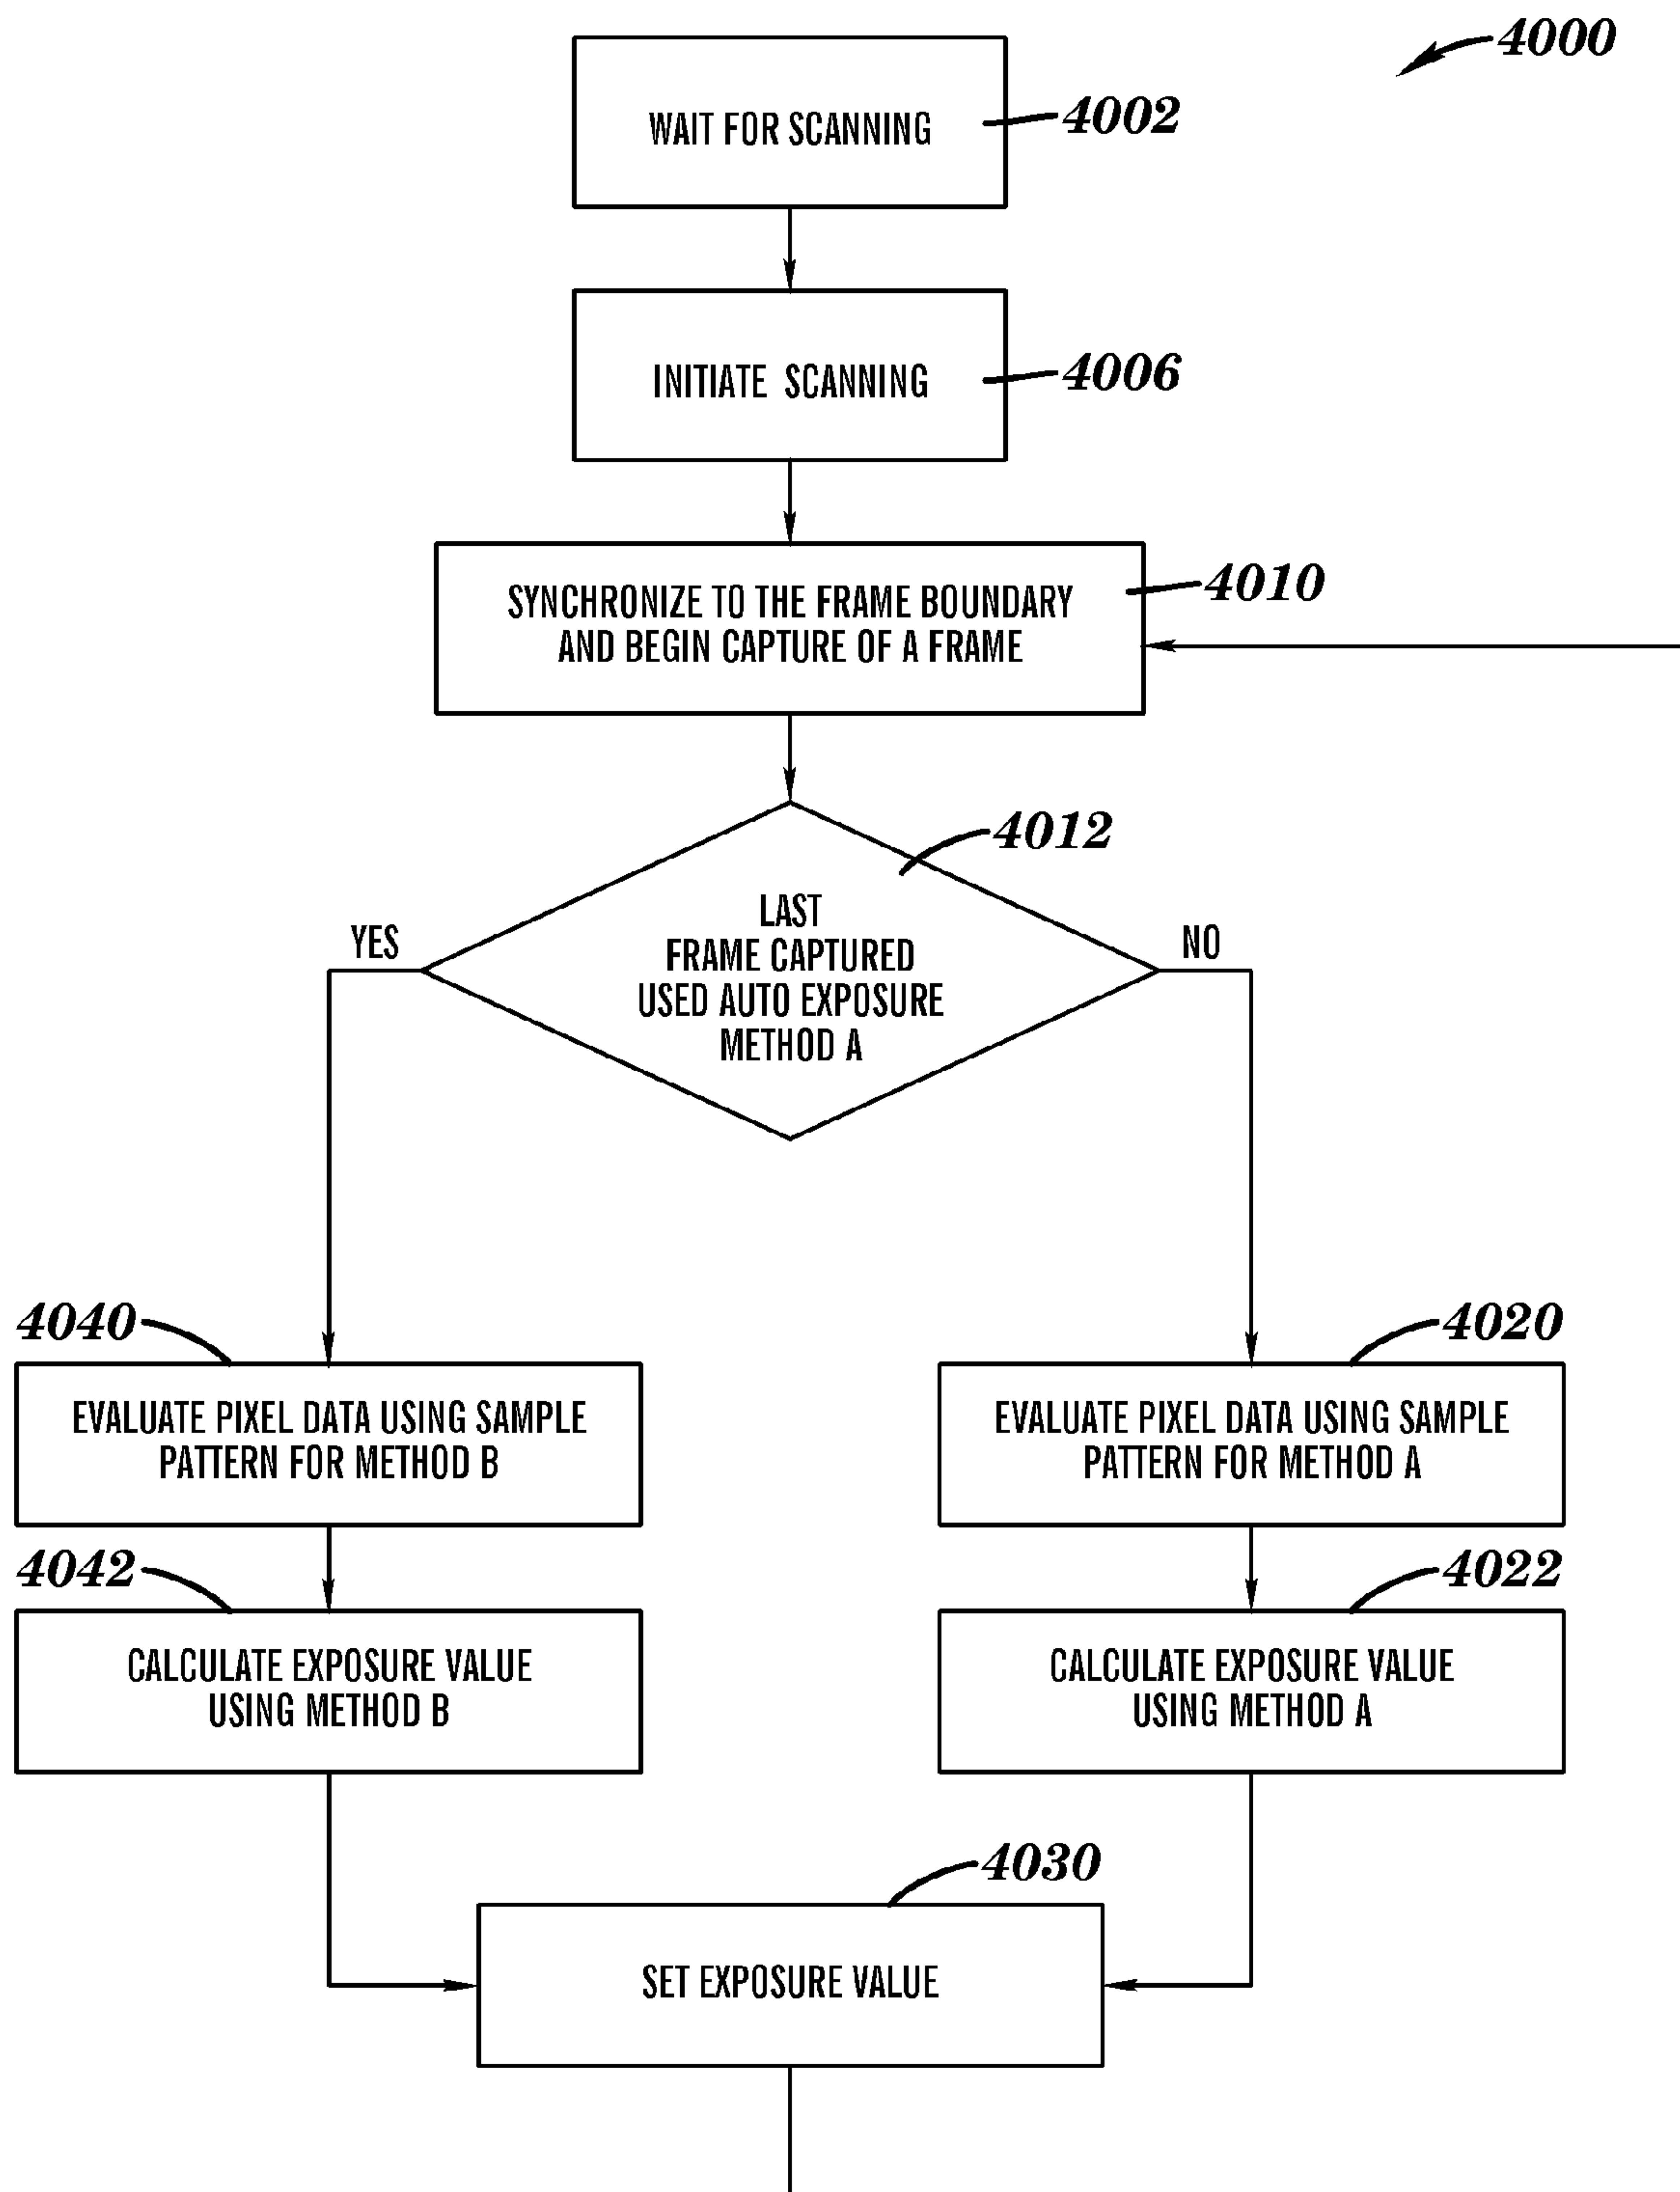 4000
WAIT FOR SCANNING
4002
INITIATE SCANNING
4006
SYNCHRONIZE TO THE FRAME BOUNDARY
AND BEGIN CAPTURE OF A FRAME
4010
4012
LAST
FRAME CAPTURED
USED AUTO EXPOSURE
METHOD A
YES
NO
4040
EVALUATE PIXEL DATA USING SAMPLE
PATTERN FOR METHOD B
4020
EVALUATE PIXEL DATA USING SAMPLE
PATTERN FOR METHOD A
4042
CALCULATE EXPOSURE VALUE
USING METHOD B
4022
CALCULATE EXPOSURE VALUE
USING METHOD A
4030
SET EXPOSURE VALUE